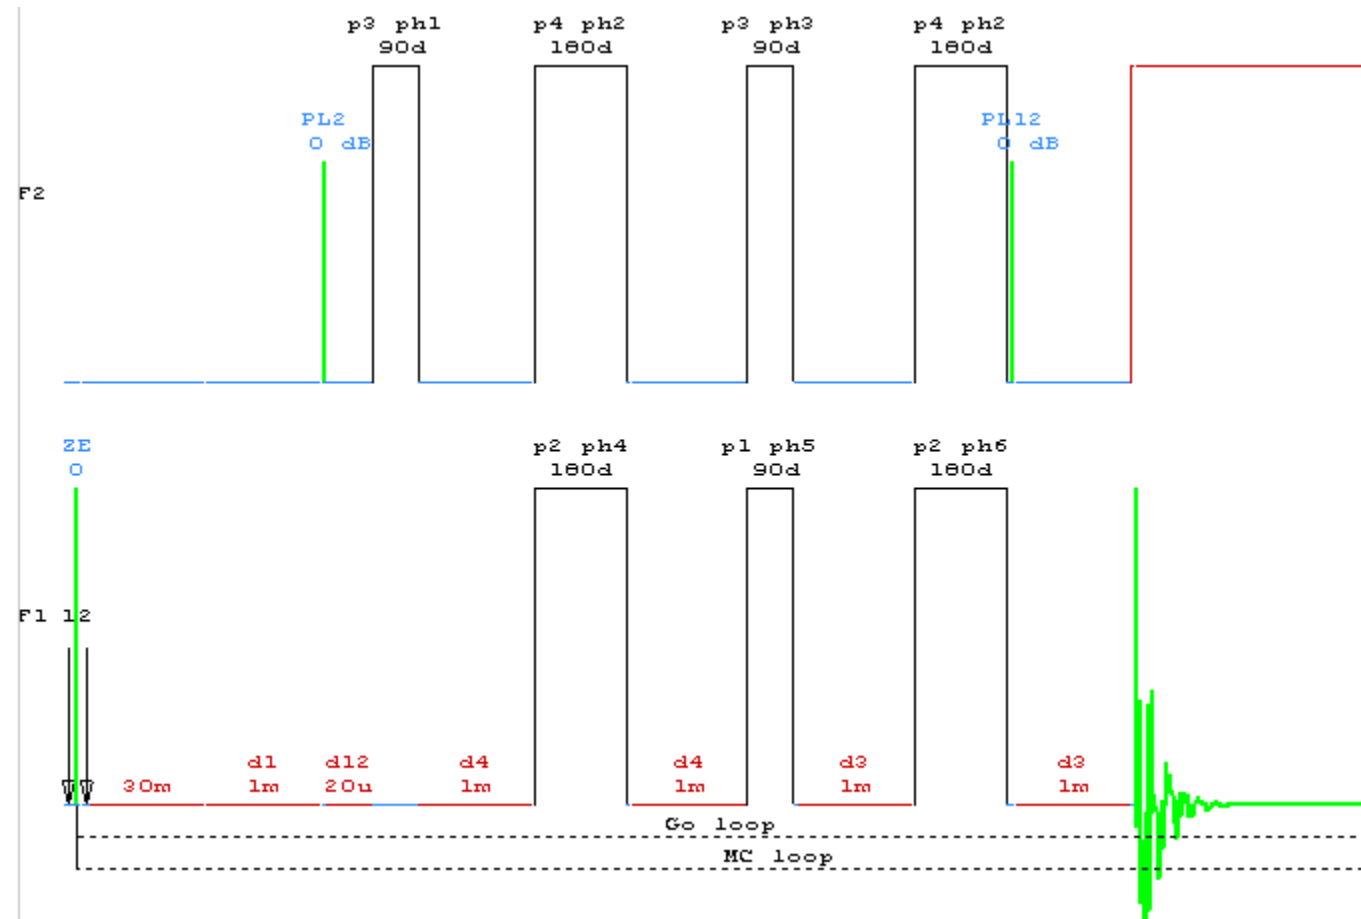 p3 ph1 p4 ph2 p3 ph3 p4 ph2
90d 180d 90d 180d
PL2 PL12
0 dB 0 dB
F2
ZE p2 ph4 p1 ph5 p2 ph6
0 180d 90d 180d
F1 12
d1 d12 d4 d4 d3 d3
30m 1m 20u 1m 1m 1m 1m
Go loop
MC loop